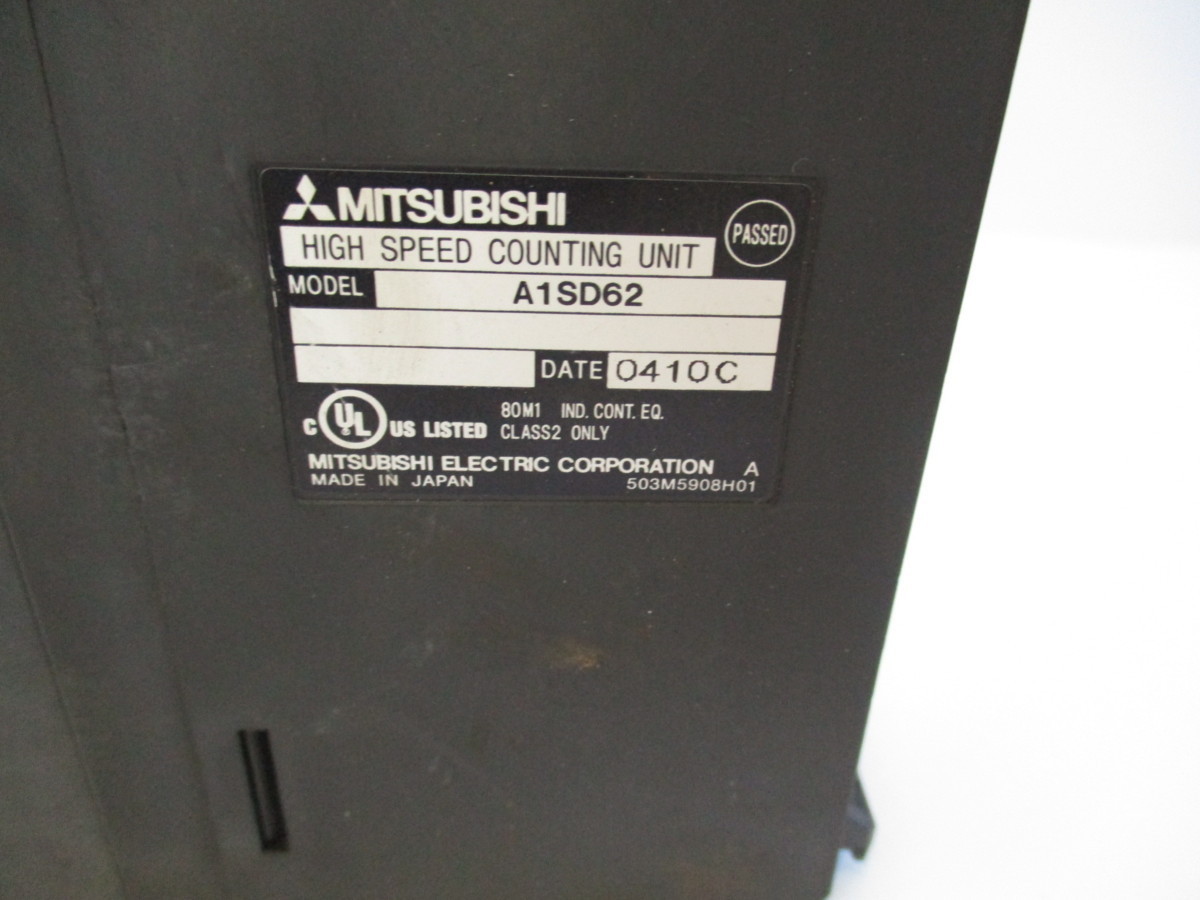 MITSUBISHI
PASSED
HIGH SPEED COUNTING UNIT
MODEL A1SD62
DATE 0410C
C UL US LISTED
80M1 IND. CONT. EQ.
CLASS2 ONLY
MITSUBISHI ELECTRIC CORPORATION A
MADE IN JAPAN 503M5908H01